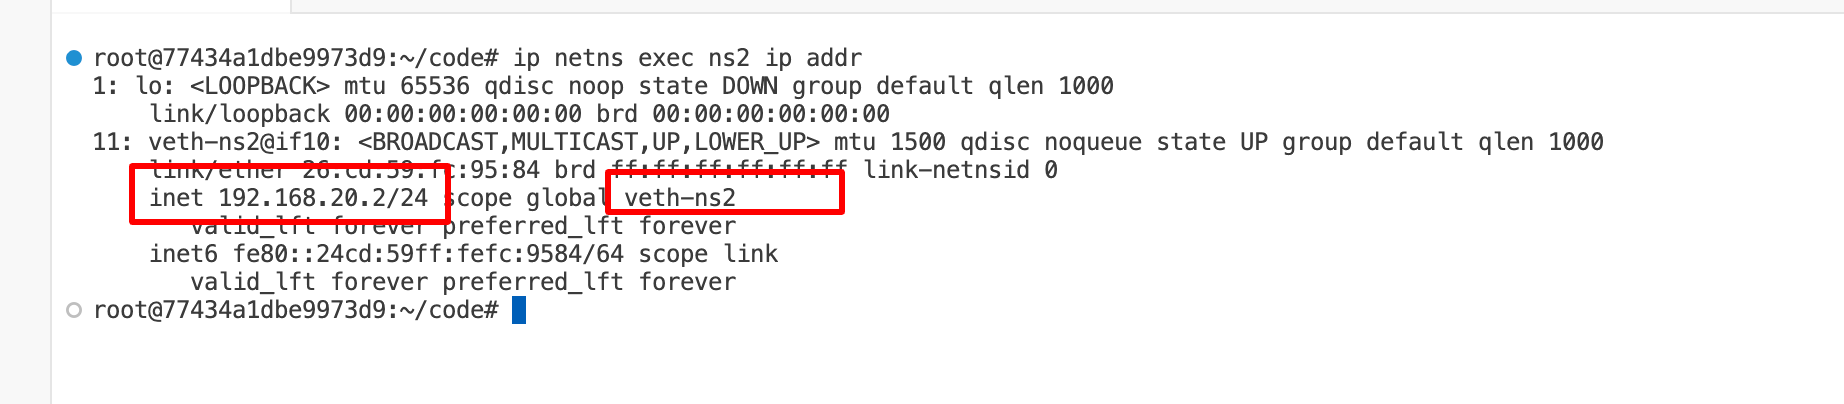 root@77434a1dbe9973d9:~/code# ip netns exec ns2 ip addr
1: lo: <LOOPBACK> mtu 65536 qdisc noop state DOWN group default qlen 1000
link/loopback 00:00:00:00:00:00 brd 00:00:00:00:00:00
11: veth-ns2@if10: <BROADCAST,MULTICAST,UP,LOWER_UP> mtu 1500 qdisc noqueue state UP group default qlen 1000
link/ether 26:cd:59:fc:95:84 brd ff:ff:ff:ff:ff:ff link-netnsid 0
inet 192.168.20.2/24 scope global veth-ns2
valid_lft forever preferred_lft forever
inet6 fe80::24cd:59ff:fefc:9584/64 scope link
valid_lft forever preferred_lft forever
root@77434a1dbe9973d9:~/code#